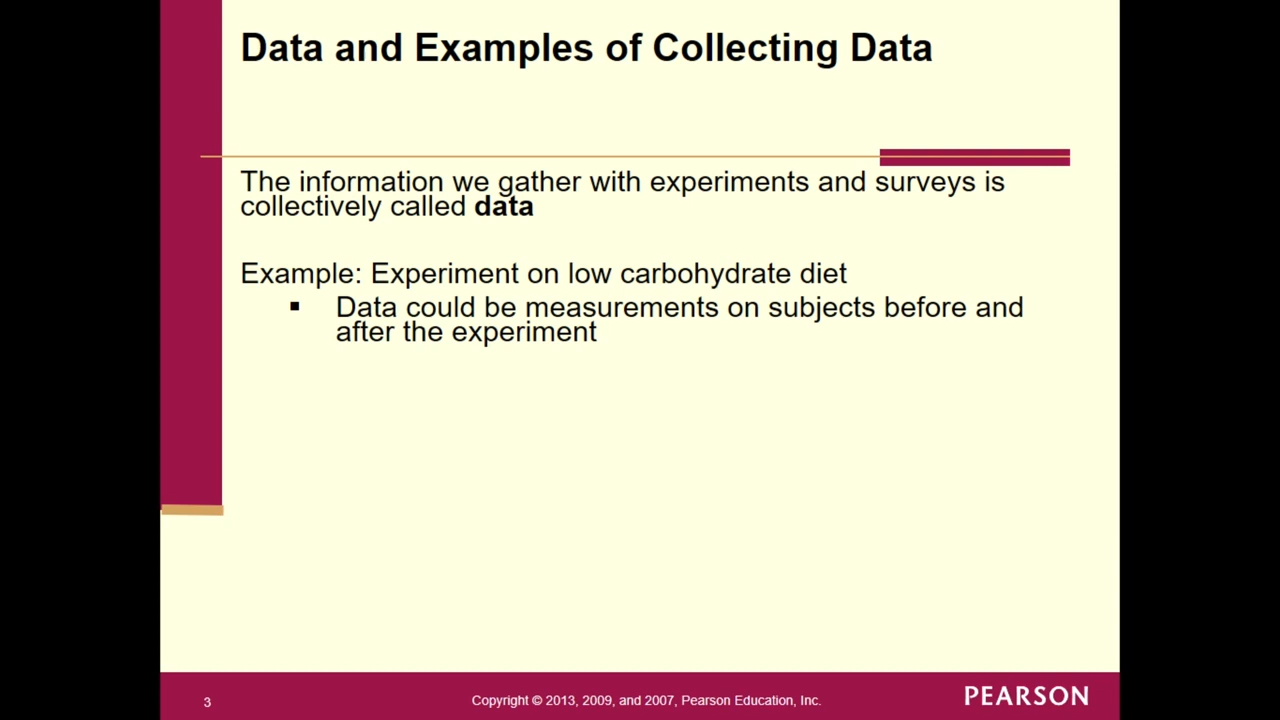 Data and Examples of Collecting Data
The information we gather with experiments and surveys is
collectively called data
Example: Experiment on low carbohydrate diet
▪ Data could be measurements on subjects before and
after the experiment
3
Copyright © 2013, 2009, and 2007, Pearson Education, Inc.
PEARSON